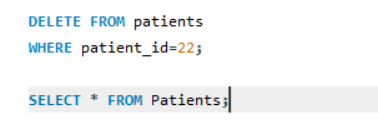 DELETE FROM patients
WHERE patient_id=22;
SELECT * FROM Patients;